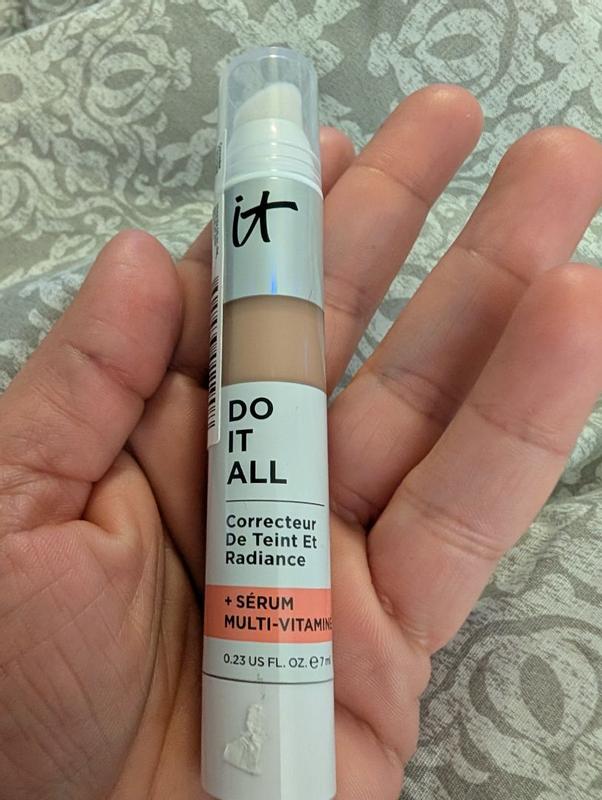 it
DO
IT
ALL
Correcteur
De Teint Et
Radiance
+ SÉRUM
MULTI-VITAMINE
0.23 US FL. OZ. ℮ 7 ml